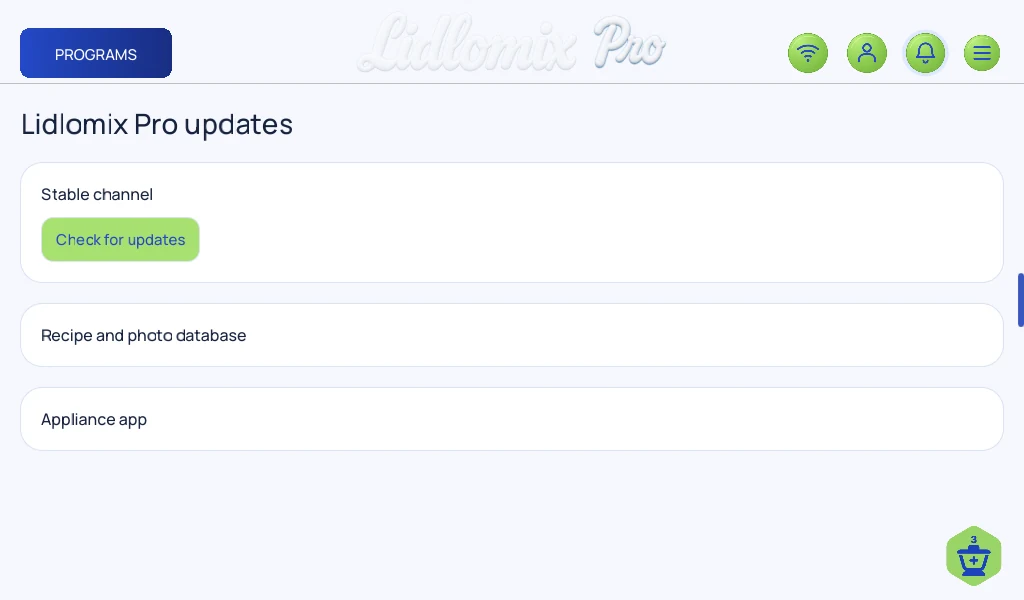 PROGRAMS
Lidlomix Pro
Lidlomix Pro updates
Stable channel
Check for updates
Recipe and photo database
Appliance app
3